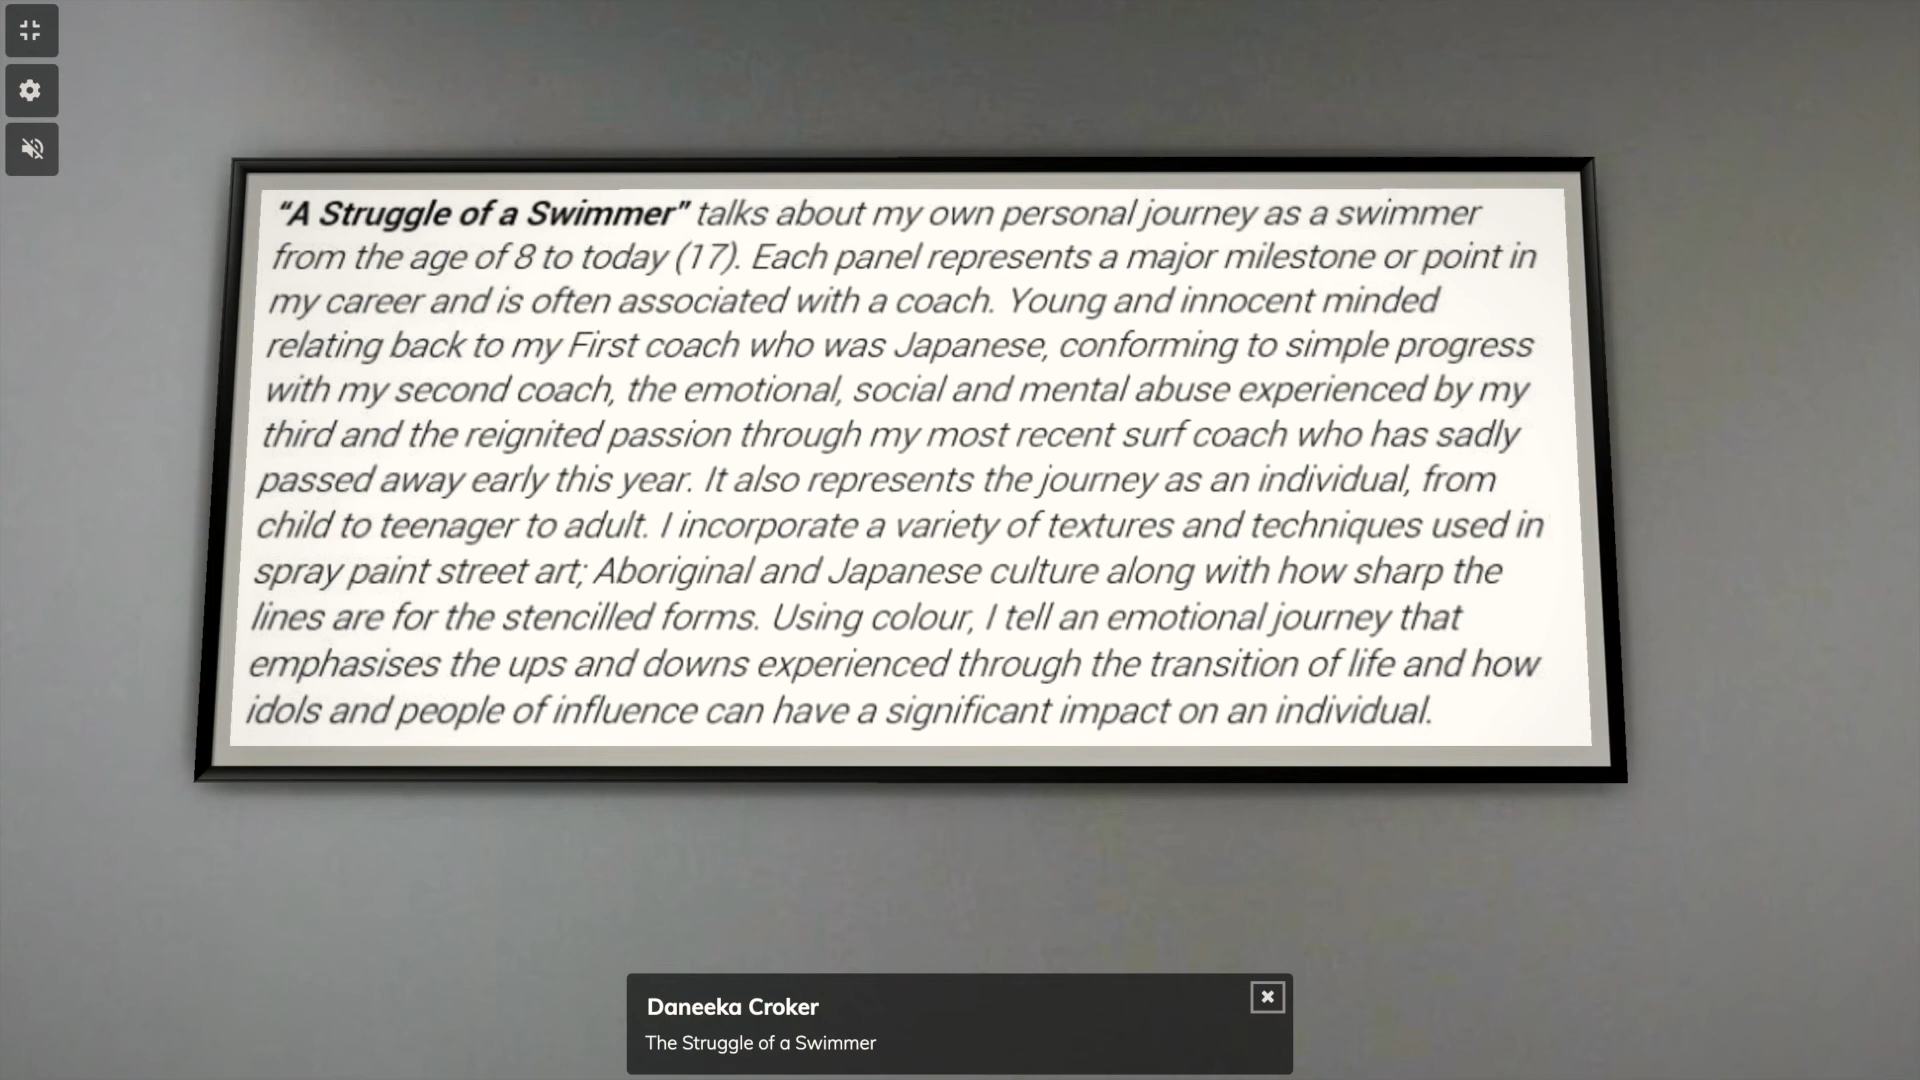 “A Struggle of a Swimmer” talks about my own personal journey as a swimmer
from the age of 8 to today (17). Each panel represents a major milestone or point in
my career and is often associated with a coach. Young and innocent minded
relating back to my First coach who was Japanese, conforming to simple progress
with my second coach, the emotional, social and mental abuse experienced by my
third and the reignited passion through my most recent surf coach who has sadly
passed away early this year. It also represents the journey as an individual, from
child to teenager to adult. I incorporate a variety of textures and techniques used in
spray paint street art; Aboriginal and Japanese culture along with how sharp the
lines are for the stencilled forms. Using colour, I tell an emotional journey that
emphasises the ups and downs experienced through the transition of life and how
idols and people of influence can have a significant impact on an individual.
Daneeka Croker
The Struggle of a Swimmer